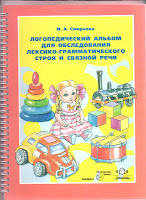 И. А. Смирнова
ЛОГОПЕДИЧЕСКИЙ АЛЬБОМ
ДЛЯ ОБСЛЕДОВАНИЯ
ЛЕКСИКО-ГРАММАТИЧЕСКОГО
СТРОЯ И СВЯЗНОЙ РЕЧИ